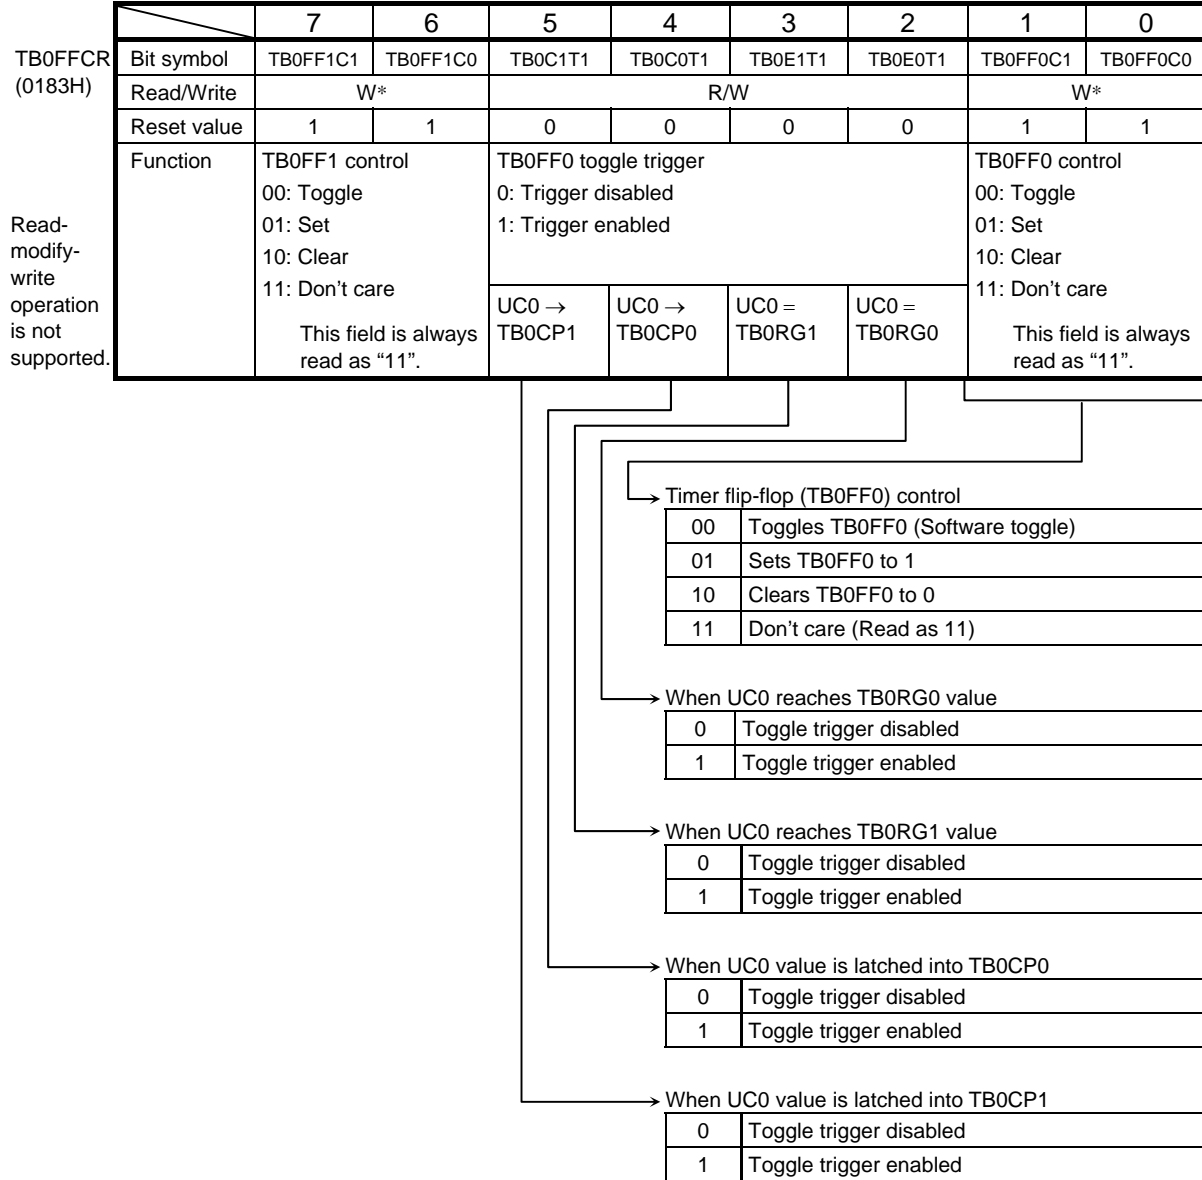 7 6 5 4 3 2 1 0
TB0FFCR Bit symbol TB0FF1C1 TB0FF1C0 TB0C1T1 TB0C0T1 TB0E1T1 TB0E0T1 TB0FF0C1 TB0FF0C0
(0183H) Read/Write W* R/W W*
Reset value 1 1 0 0 0 0 1 1
Function TB0FF1 control TB0FF0 toggle trigger TB0FF0 control
00: Toggle 0: Trigger disabled 00: Toggle
Read- 01: Set 1: Trigger enabled 01: Set
modify- 10: Clear 10: Clear
write
operation 11: Don't care UC0 → UC0 → UC0 = UC0 = 11: Don't care
is not This field is always TB0CP1 TB0CP0 TB0RG1 TB0RG0 This field is always
supported. read as “11”. read as “11”.
Timer flip-flop (TB0FF0) control
00 Toggles TB0FF0 (Software toggle)
01 Sets TB0FF0 to 1
10 Clears TB0FF0 to 0
11 Don't care (Read as 11)
When UC0 reaches TB0RG0 value
0 Toggle trigger disabled
1 Toggle trigger enabled
When UC0 reaches TB0RG1 value
0 Toggle trigger disabled
1 Toggle trigger enabled
When UC0 value is latched into TB0CP0
0 Toggle trigger disabled
1 Toggle trigger enabled
When UC0 value is latched into TB0CP1
0 Toggle trigger disabled
1 Toggle trigger enabled